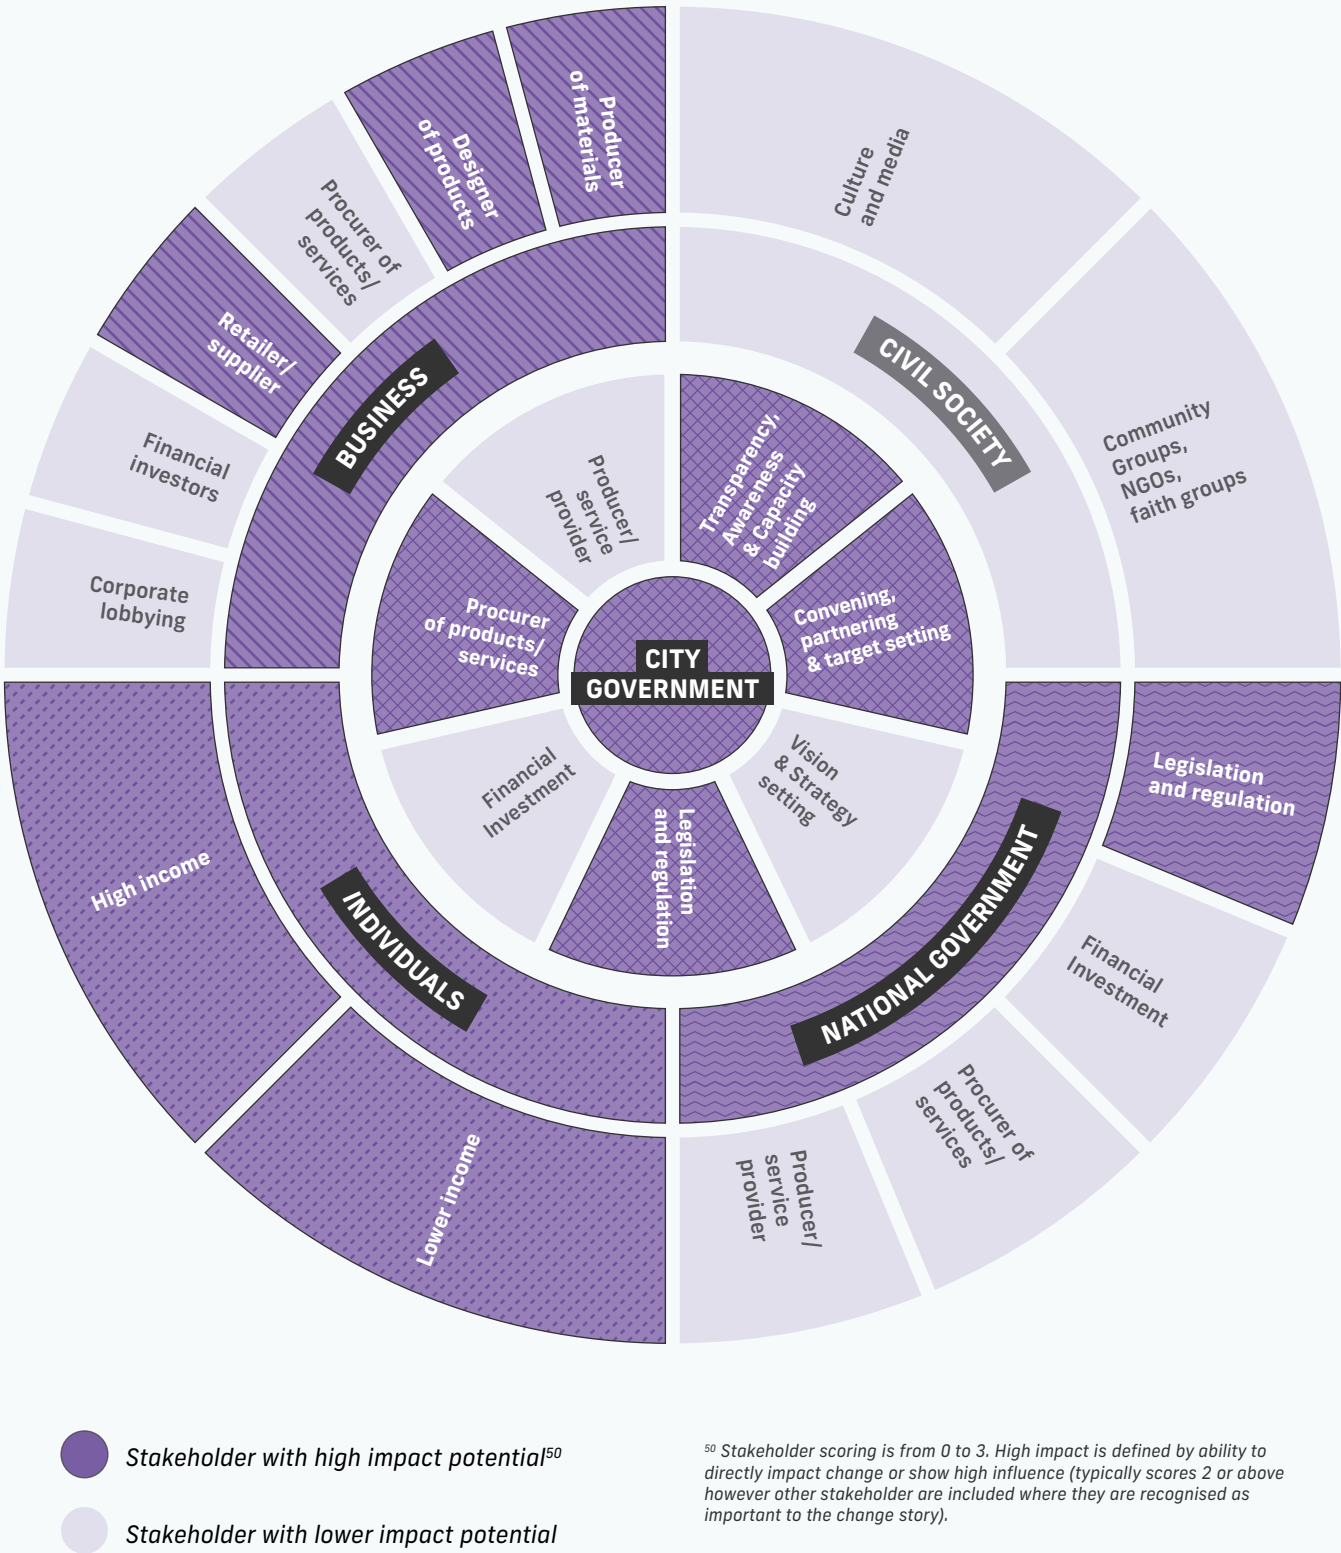 Producer
of materials
Designer
of products
Procurer of
products/
services
Retailer/
supplier
Financial
investors
Corporate
lobbying
BUSINESS
Culture
and media
Community
Groups,
NGOs,
faith groups
CIVIL SOCIETY
Producer/
service
provider
Transparency,
Awareness
& Capacity
building
Procurer
of products/
services
Convening,
partnering
& target setting
CITY
GOVERNMENT
Financial
Investment
Vision
& Strategy
setting
Legislation
and regulation
High income
Lower income
INDIVIDUALS
NATIONAL GOVERNMENT
Legislation
and regulation
Financial
Investment
Procurer of
products/
services
Producer/
service
provider
Stakeholder with high impact potential50
Stakeholder with lower impact potential
50 Stakeholder scoring is from 0 to 3. High impact is defined by ability to
directly impact change or show high influence (typically scores 2 or above
however other stakeholder are included where they are recognised as
important to the change story).